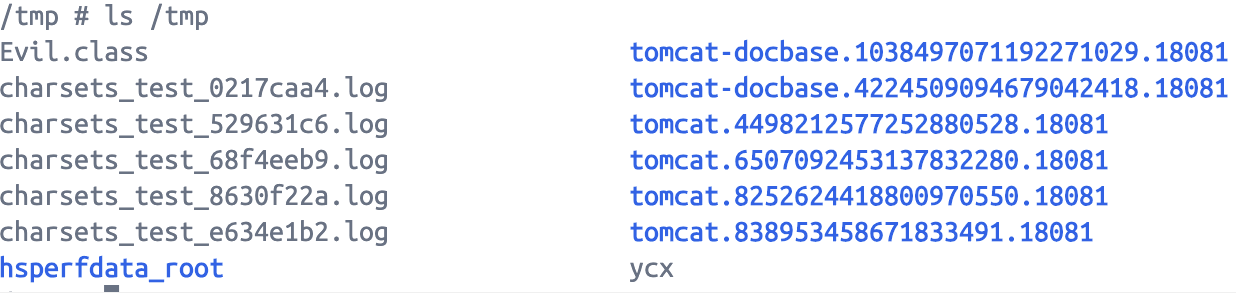 /tmp # ls /tmp
Evil.class tomcat-docbase.1038497071192271029.18081
charsets_test_0217caa4.log tomcat-docbase.4224509094679042418.18081
charsets_test_529631c6.log tomcat.4498212577252880528.18081
charsets_test_68f4eeb9.log tomcat.6507092453137832280.18081
charsets_test_8630f22a.log tomcat.8252624418800970550.18081
charsets_test_e634e1b2.log tomcat.838953458671833491.18081
hsperfdata_root ycx